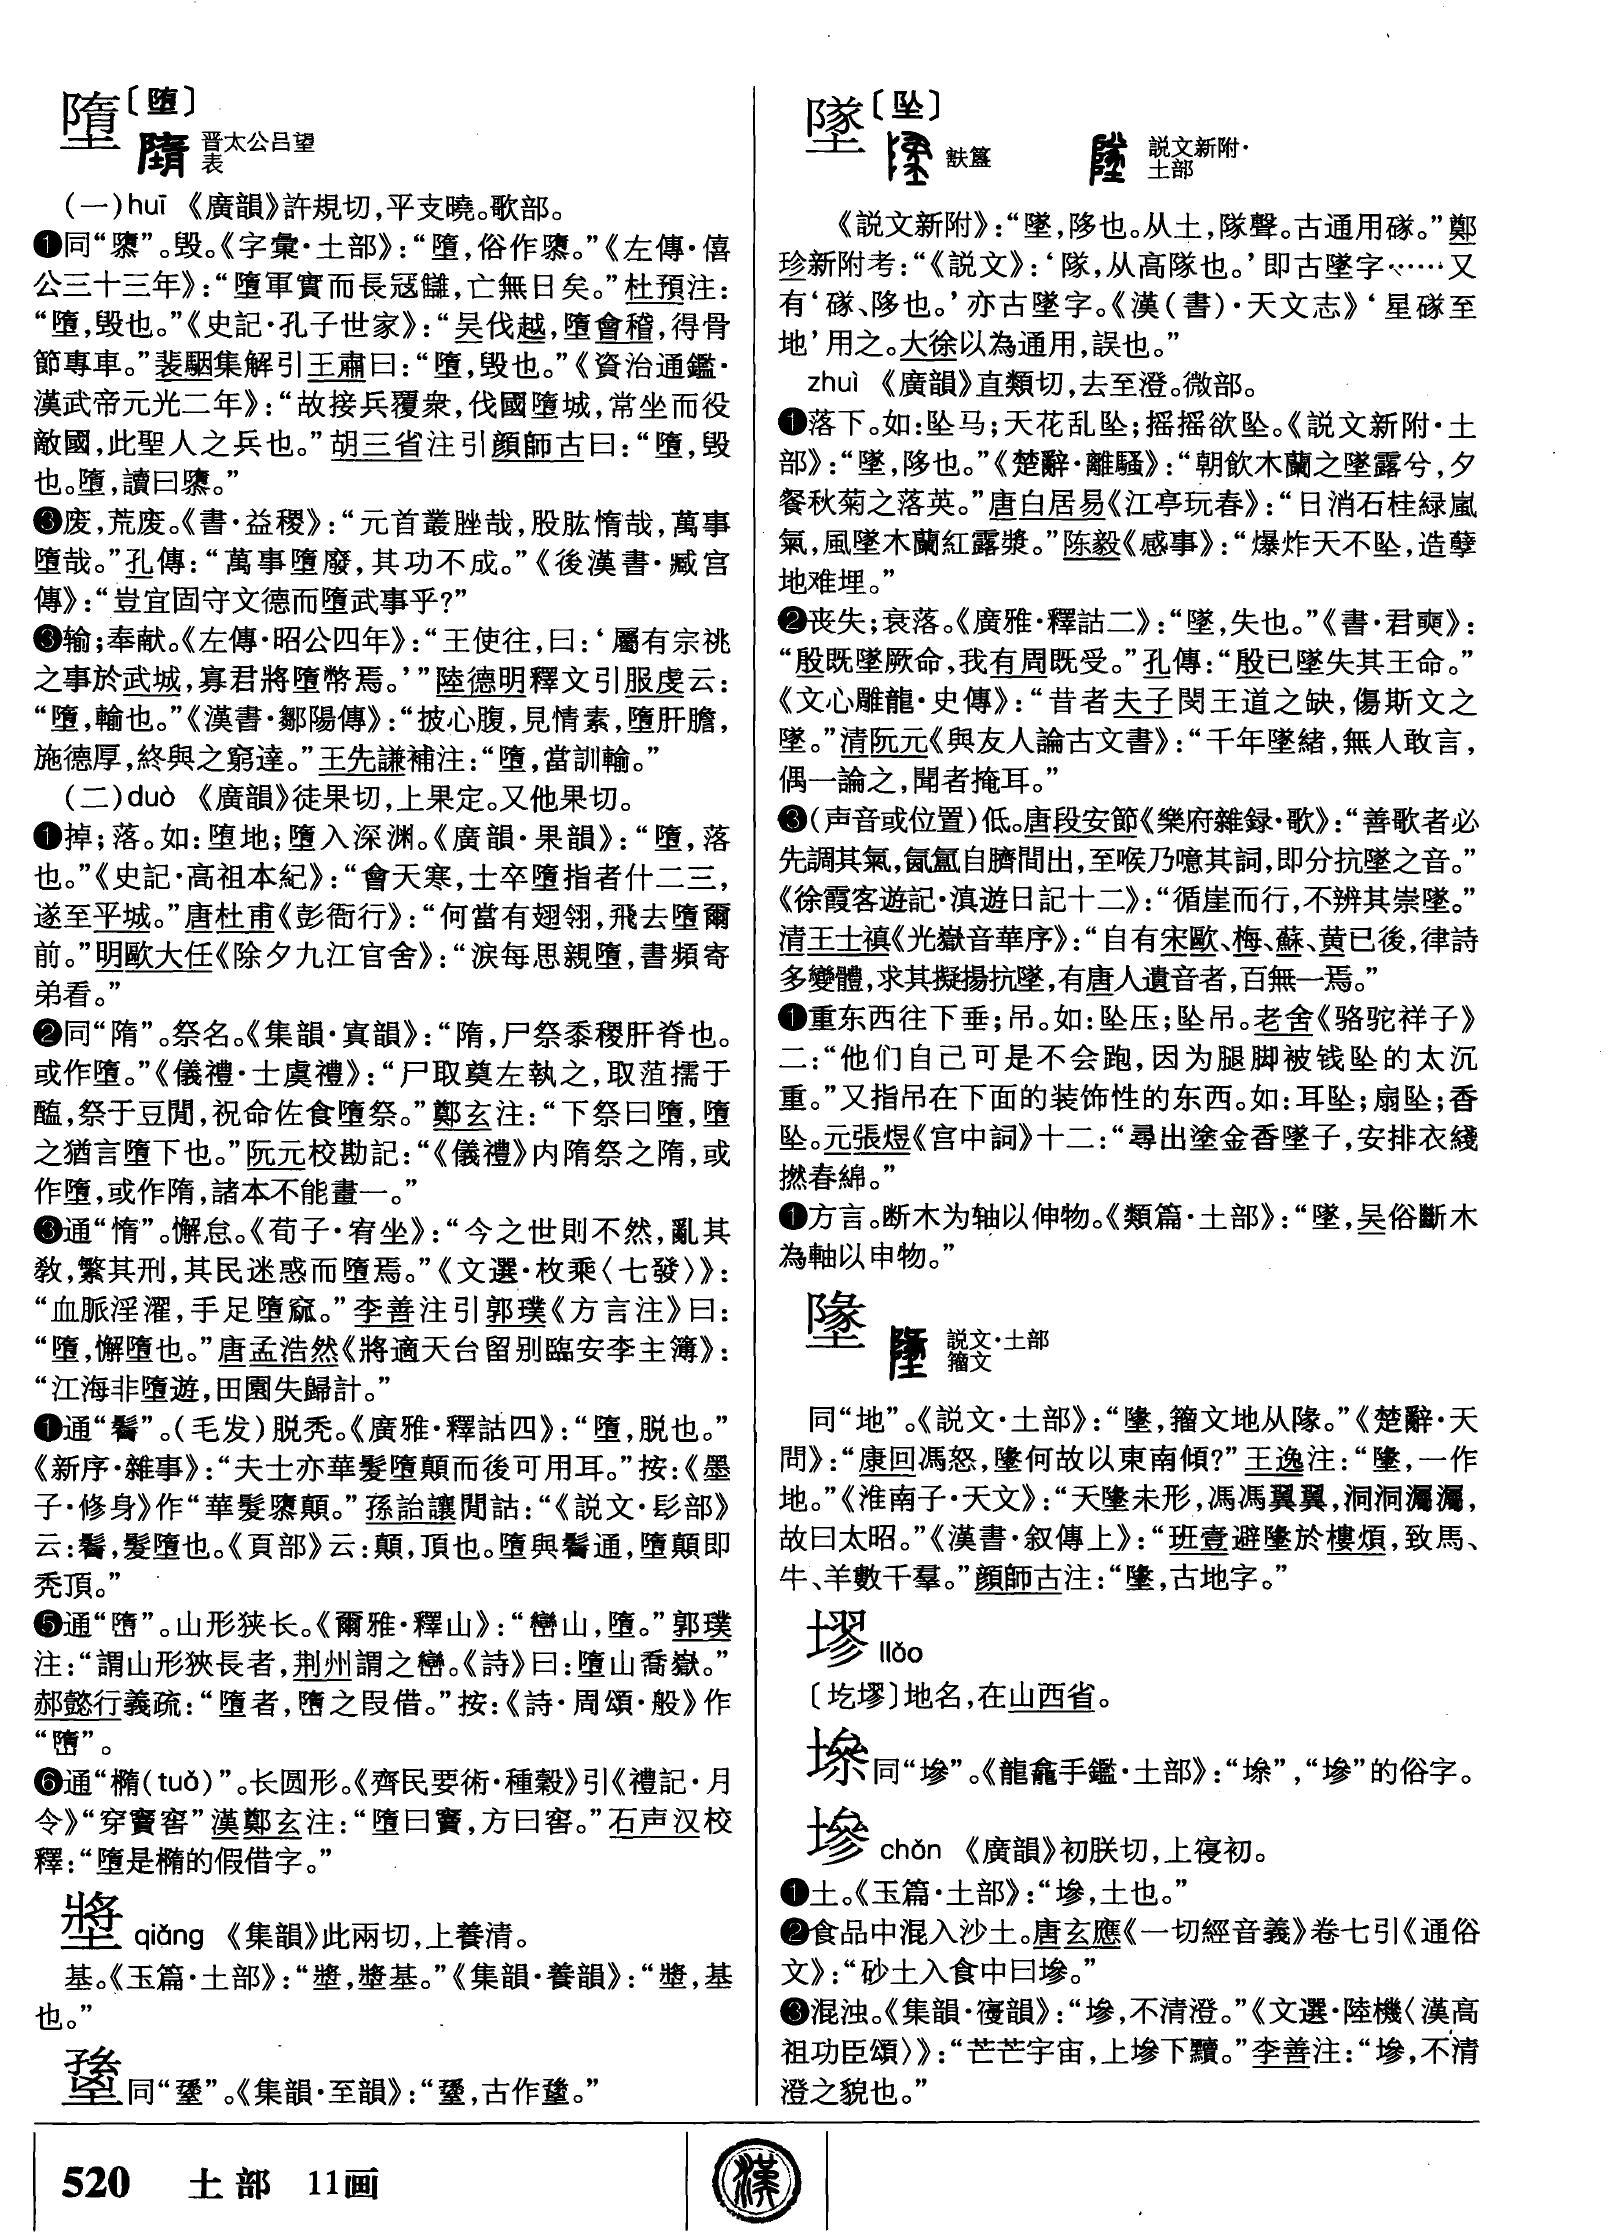 墮〔堕〕
晋太公吕望
表
(一)huī 《廣韻》許規切,平支曉。歌部。
❶同“隳”。毁。《字彙·土部》:“墮,俗作隳。”《左傳·僖
公三十三年》:“墮軍實而長冦讎,亡無日矣。”杜預注:
“墮,毁也。”《史記·孔子世家》:“吴伐越,墮會稽,得骨
節專車。”裴駰集解引王肅曰:“墮,毁也。”《資治通鑑·
漢武帝元光二年》:“故接兵覆衆,伐國墮城,常坐而役
敵國,此聖人之兵也。”胡三省注引顔師古曰:“墮,毁
也。墮,讀曰隳。”
❸废,荒废。《書·益稷》:“元首叢脞哉,股肱惰哉,萬事
墮哉。”孔傳:“萬事墮廢,其功不成。”《後漢書·臧宫
傳》:“豈宜固守文德而墮武事乎?”
❸输;奉献。《左傳·昭公四年》:“王使往,曰:‘屬有宗祧
之事於武城,寡君將墮幣焉。’”陸德明釋文引服虔云:
“墮,輸也。”《漢書·鄒陽傳》:“披心腹,見情素,墮肝膽,
施德厚,終與之窮達。”王先謙補注:“墮,當訓輸。”
(二)duò 《廣韻》徒果切,上果定。又他果切。
❶掉;落。如:堕地;墮入深渊。《廣韻·果韻》:“墮,落
也。”《史記·高祖本紀》:“會天寒,士卒墮指者什二三,
遂至平城。”唐杜甫《彭衙行》:“何當有翅翎,飛去墮爾
前。”明歐大任《除夕九江官舍》:“淚每思親墮,書頻寄
弟看。”
❷同“隋”。祭名。《集韻·寘韻》:“隋,尸祭黍稷肝脊也。
或作墮。”《儀禮·士虞禮》:“尸取奠左執之,取菹擩于
醢,祭于豆閒,祝命佐食墮祭。”鄭玄注:“下祭曰墮,墮
之猶言墮下也。”阮元校勘記:“《儀禮》内隋祭之隋,或
作墮,或作隋,諸本不能畫一。”
❸通“惰”。懈怠。《荀子·宥坐》:“今之世則不然,亂其
教,繁其刑,其民迷惑而墮焉。”《文選·枚乘〈七發〉》:
“血脈淫濯,手足墮窳。”李善注引郭璞《方言注》曰:
“墮,懈墮也。”唐孟浩然《將適天台留别臨安李主簿》:
“江海非墮遊,田園失歸計。”
❶通“鬌”。(毛发)脱秃。《廣雅·釋詁四》:“墮,脱也。”
《新序·雜事》:“夫士亦華髮墮顛而後可用耳。”按:《墨
子·修身》作“華髮隳顛。”孫詒讓閒詁:“《説文·髟部》
云:鬌,髮墮也。《頁部》云:顛,頂也。墮與鬌通,墮顛即
秃頂。”
❺通“嶞”。山形狭长。《爾雅·釋山》:“巒山,墮。”郭璞
注:“謂山形狹長者,荆州謂之巒。《詩》曰:墮山喬嶽。”
郝懿行義疏:“墮者,嶞之叚借。”按:《詩·周頌·般》作
“嶞”。
❻通“橢(tuǒ)”。长圆形。《齊民要術·種穀》引《禮記·月
令》“穿竇窖”漢鄭玄注:“墮曰竇,方曰窖。”石声汉校
釋:“墮是橢的假借字。”
墏 qiǎng 《集韻》此兩切,上養清。
基。《玉篇·土部》:“墏,墏基。”《集韻·養韻》:“墏,基
也。”
520 土部 11画
墜〔坠〕
㝬簋
説文新附·
土部
《説文新附》:“墜,陊也。从土,隊聲。古通用磙。”鄭
珍新附考:“《説文》:‘隊,从高隊也。’即古墜字……又
有‘磙、陊也。’亦古墜字。《漢(書)·天文志》‘星磙至
地’用之。大徐以為通用,誤也。”
zhuì 《廣韻》直類切,去至澄。微部。
❶落下。如:坠马;天花乱坠;摇摇欲坠。《説文新附·土
部》:“墜,陊也。”《楚辭·離騷》:“朝飲木蘭之墜露兮,夕
餐秋菊之落英。”唐白居易《江亭玩春》:“日消石桂緑嵐
氣,風墜木蘭紅露漿。”陈毅《感事》:“爆炸天不坠,造孽
地难埋。”
❷丧失;衰落。《廣雅·釋詁二》:“墜,失也。”《書·君奭》:
“殷既墜厥命,我有周既受。”孔傳:“殷已墜失其王命。”
《文心雕龍·史傳》:“昔者夫子閔王道之缺,傷斯文之
墜。”清阮元《與友人論古文書》:“千年墜緒,無人敢言,
偶一論之,聞者掩耳。”
❸(声音或位置)低。唐段安節《樂府雜録·歌》:“善歌者必
先調其氣,氤氲自臍間出,至喉乃噫其詞,即分抗墜之音。”
《徐霞客遊記·滇遊日記十二》:“循崖而行,不辨其崇墜。”
清王士禛《光嶽音華序》:“自有宋歐、梅、蘇、黄已後,律詩
多變體,求其擬揚抗墜,有唐人遺音者,百無一焉。”
❶重东西往下垂;吊。如:坠压;坠吊。老舍《骆驼祥子》
二:“他们自己可是不会跑,因为腿脚被钱坠的太沉
重。”又指吊在下面的装饰性的东西。如:耳坠;扇坠;香
坠。元張煜《宫中詞》十二:“尋出塗金香墜子,安排衣綫
撚春綿。”
❶方言。断木为轴以伸物。《類篇·土部》:“墜,吴俗斷木
為軸以申物。”
墬
説文·土部
籀文
同“地”。《説文·土部》:“墬,籀文地从隊。”《楚辭·天
問》:“康回馮怒,墬何故以東南傾?”王逸注:“墬,一作
地。”《淮南子·天文》:“天墬未形,馮馮翼翼,洞洞灟灟,
故曰太昭。”《漢書·叙傳上》:“班壹避墬於樓煩,致馬、
牛、羊數千羣。”顔師古注:“墬,古地字。”
塯 llǒo
〔圪塯〕地名,在山西省。
同“墋”。《龍龕手鑑·土部》:“㙇”,“墋”的俗字。
墋 chǒn 《廣韻》初朕切,上寑初。
❶土。《玉篇·土部》:“墋,土也。”
❷食品中混入沙土。唐玄應《一切經音義》卷七引《通俗
文》:“砂土入食中曰墋。”
❸混浊。《集韻·寑韻》:“墋,不清澄。”《文選·陸機〈漢高
祖功臣頌〉》:“芒芒宇宙,上墋下黷。”李善注:“墋,不清
澄之貌也。”
漢